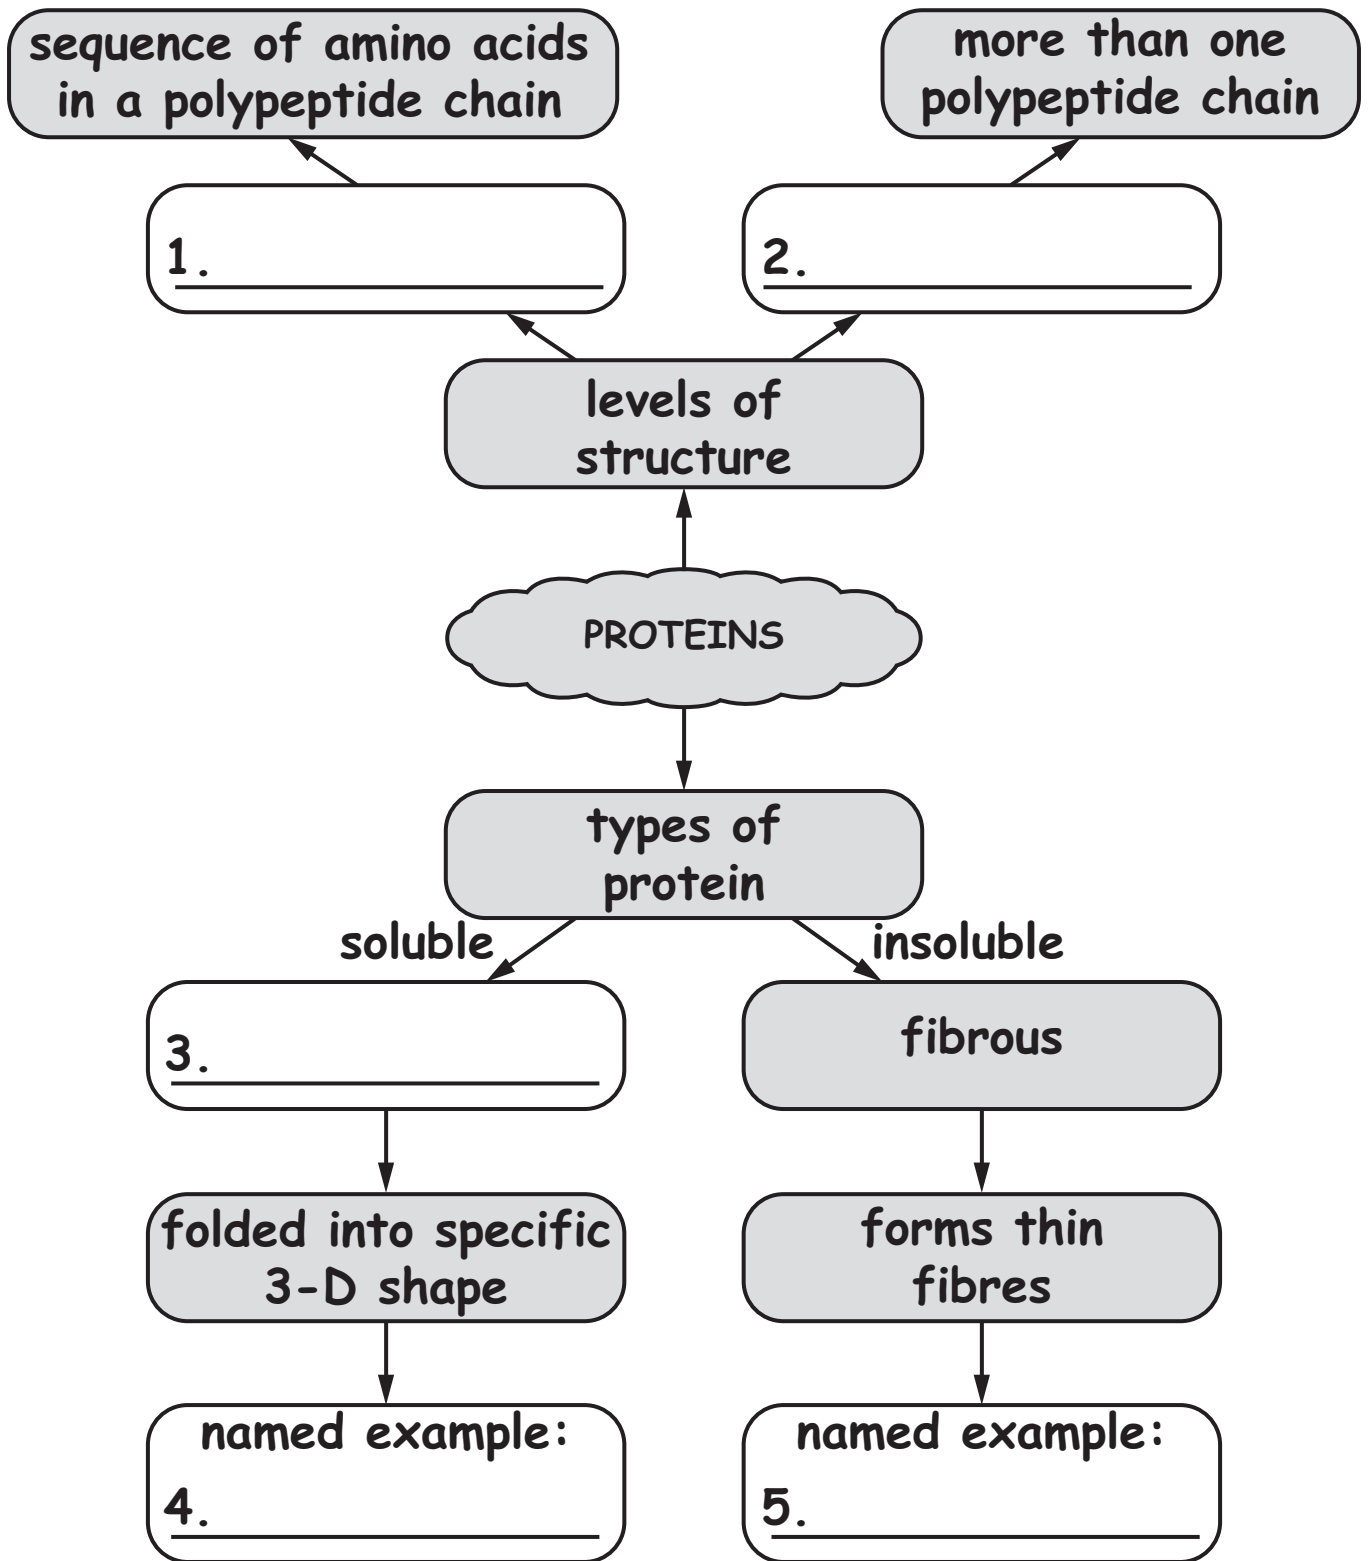 sequence of amino acids
in a polypeptide chain
more than one
polypeptide chain
1.
2.
levels of
structure
PROTEINS
types of
protein
soluble
insoluble
3.
fibrous
folded into specific
3-D shape
forms thin
fibres
named example:
4.
named example:
5.